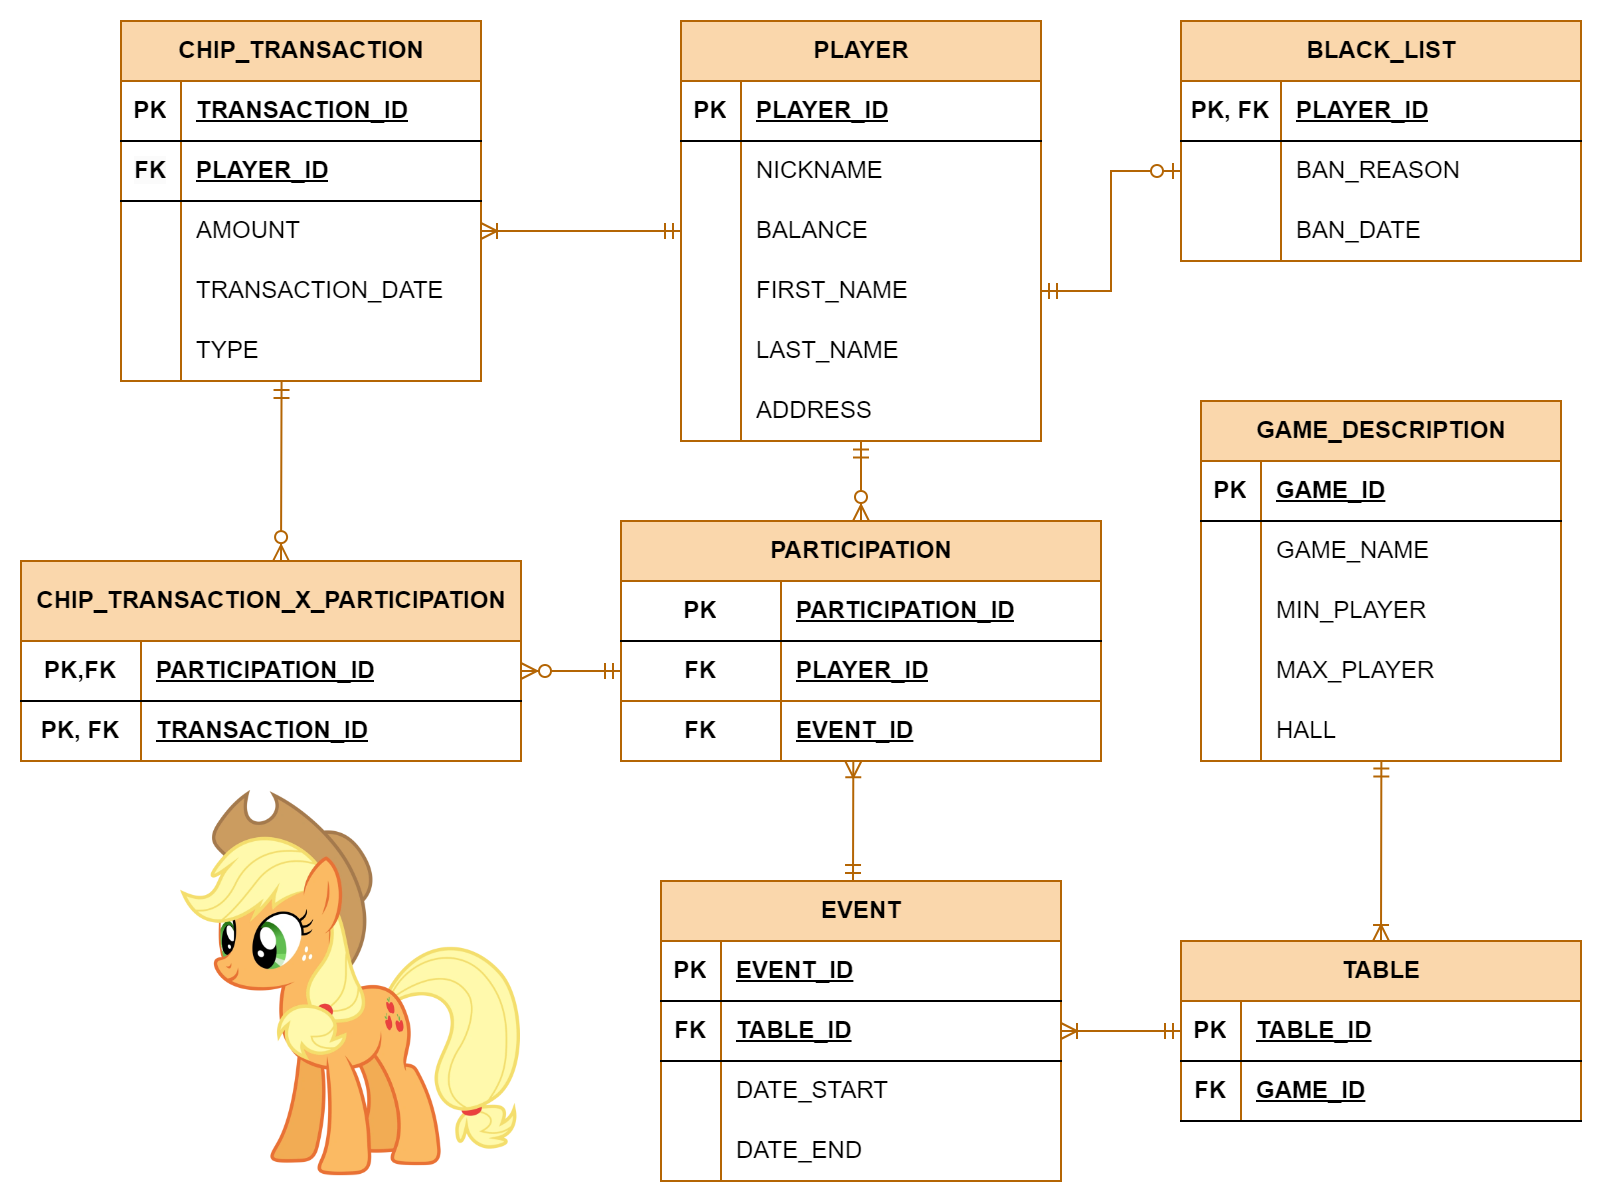 CHIP_TRANSACTION
PK TRANSACTION_ID
FK PLAYER_ID
AMOUNT
TRANSACTION_DATE
TYPE
PLAYER
PK PLAYER_ID
NICKNAME
BALANCE
FIRST_NAME
LAST_NAME
ADDRESS
BLACK_LIST
PK, FK PLAYER_ID
BAN_REASON
BAN_DATE
GAME_DESCRIPTION
PK GAME_ID
GAME_NAME
MIN_PLAYER
MAX_PLAYER
HALL
CHIP_TRANSACTION_X_PARTICIPATION
PK,FK PARTICIPATION_ID
PK, FK TRANSACTION_ID
PARTICIPATION
PK PARTICIPATION_ID
FK PLAYER_ID
FK EVENT_ID
EVENT
PK EVENT_ID
FK TABLE_ID
DATE_START
DATE_END
TABLE
PK TABLE_ID
FK GAME_ID